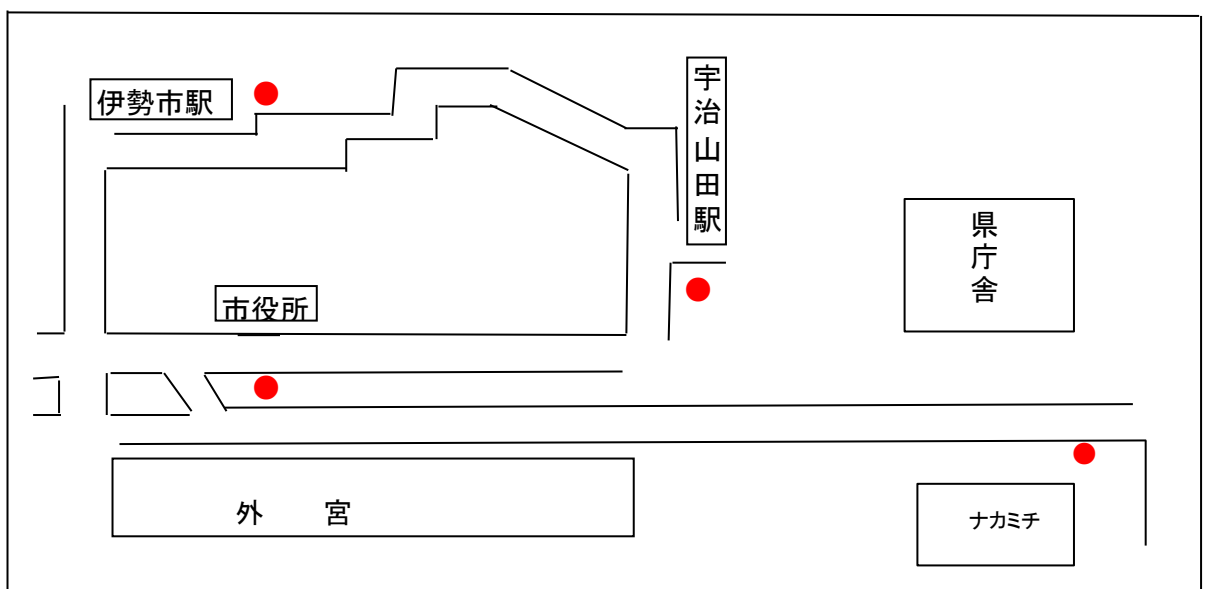 伊勢市駅
宇治山田駅
県庁舎
市役所
外　宮
ナカミチ